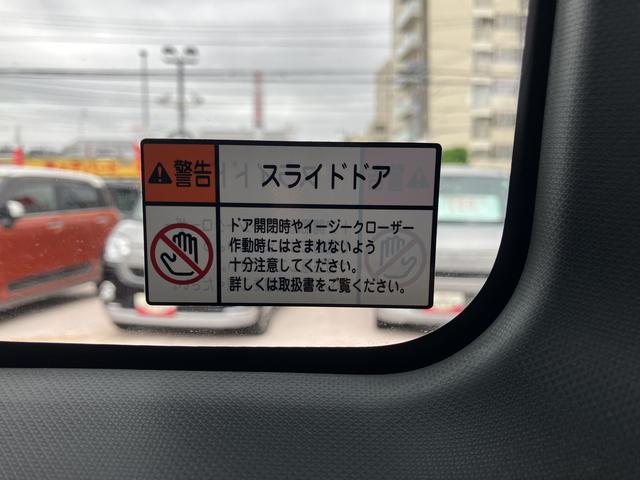 警告
スライドドア
ドア開閉時やイージークローザー
作動時にはさまれないよう
十分注意してください。
詳しくは取扱書をご覧ください。